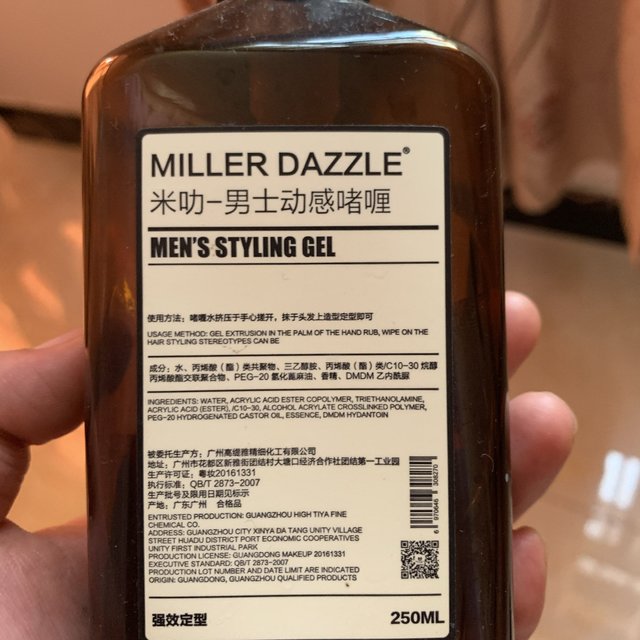 MILLER DAZZLE®
米叻-男士动感啫喱
MEN'S STYLING GEL
使用方法：啫喱水挤压于手心搓开，抹于头发上造型定型即可
USAGE METHOD: GEL EXTRUSION IN THE PALM OF THE HAND RUB, WIPE ON THE
HAIR STYLING STEREOTYPES CAN BE
成分：水、丙烯酸（酯）类共聚物、三乙醇胺、丙烯酸（酯）类/C10-30 烷醇
丙烯酸酯交联聚合物、PEG-20 氢化蓖麻油、香精、DMDM 乙内酰脲
INGREDIENTS: WATER, ACRYLIC ACID ESTER COPOLYMER, TRIETHANOLAMINE,
ACRYLIC ACID (ESTER), /C10-30, ALCOHOL ACRYLATE CROSSLINKED POLYMER,
PEG-20 HYDROGENATED CASTOR OIL, ESSENCE, DMDM HYDANTOIN
被委托生产方：广州高缇雅精细化工有限公司
地址：广州市花都区新雅街团结村大塘口经济合作社团结第一工业园
生产许可证：粤妆20161331
执行标准：QB/T 2873-2007
生产批号及限用日期见标示
产地：广东广州 合格品
ENTRUSTED PRODUCTION: GUANGZHOU HIGH TIYA FINE
CHEMICAL CO.
ADDRESS: GUANGZHOU CITY XINYA DA TANG UNITY VILLAGE
STREET HUADU DISTRICT PORT ECONOMIC COOPERATIVES
UNITY FIRST INDUSTRIAL PARK
PRODUCTION LICENSE: GUANGDONG MAKEUP 20161331
EXECUTIVE STANDARD: QB/T 2873-2007
PRODUCTION LOT NUMBER AND DATE LIMIT ARE INDICATED
ORIGIN: GUANGDONG, GUANGZHOU QUALIFIED PRODUCTS
6 970646 938270
强效定型
250ML